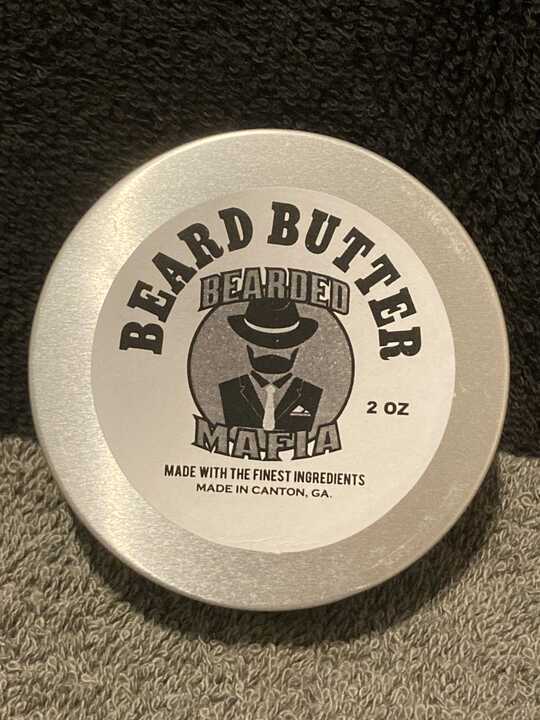 BEARD BUTTER
BEARDED
MAFIA
2 OZ
MADE WITH THE FINEST INGREDIENTS
MADE IN CANTON, GA.